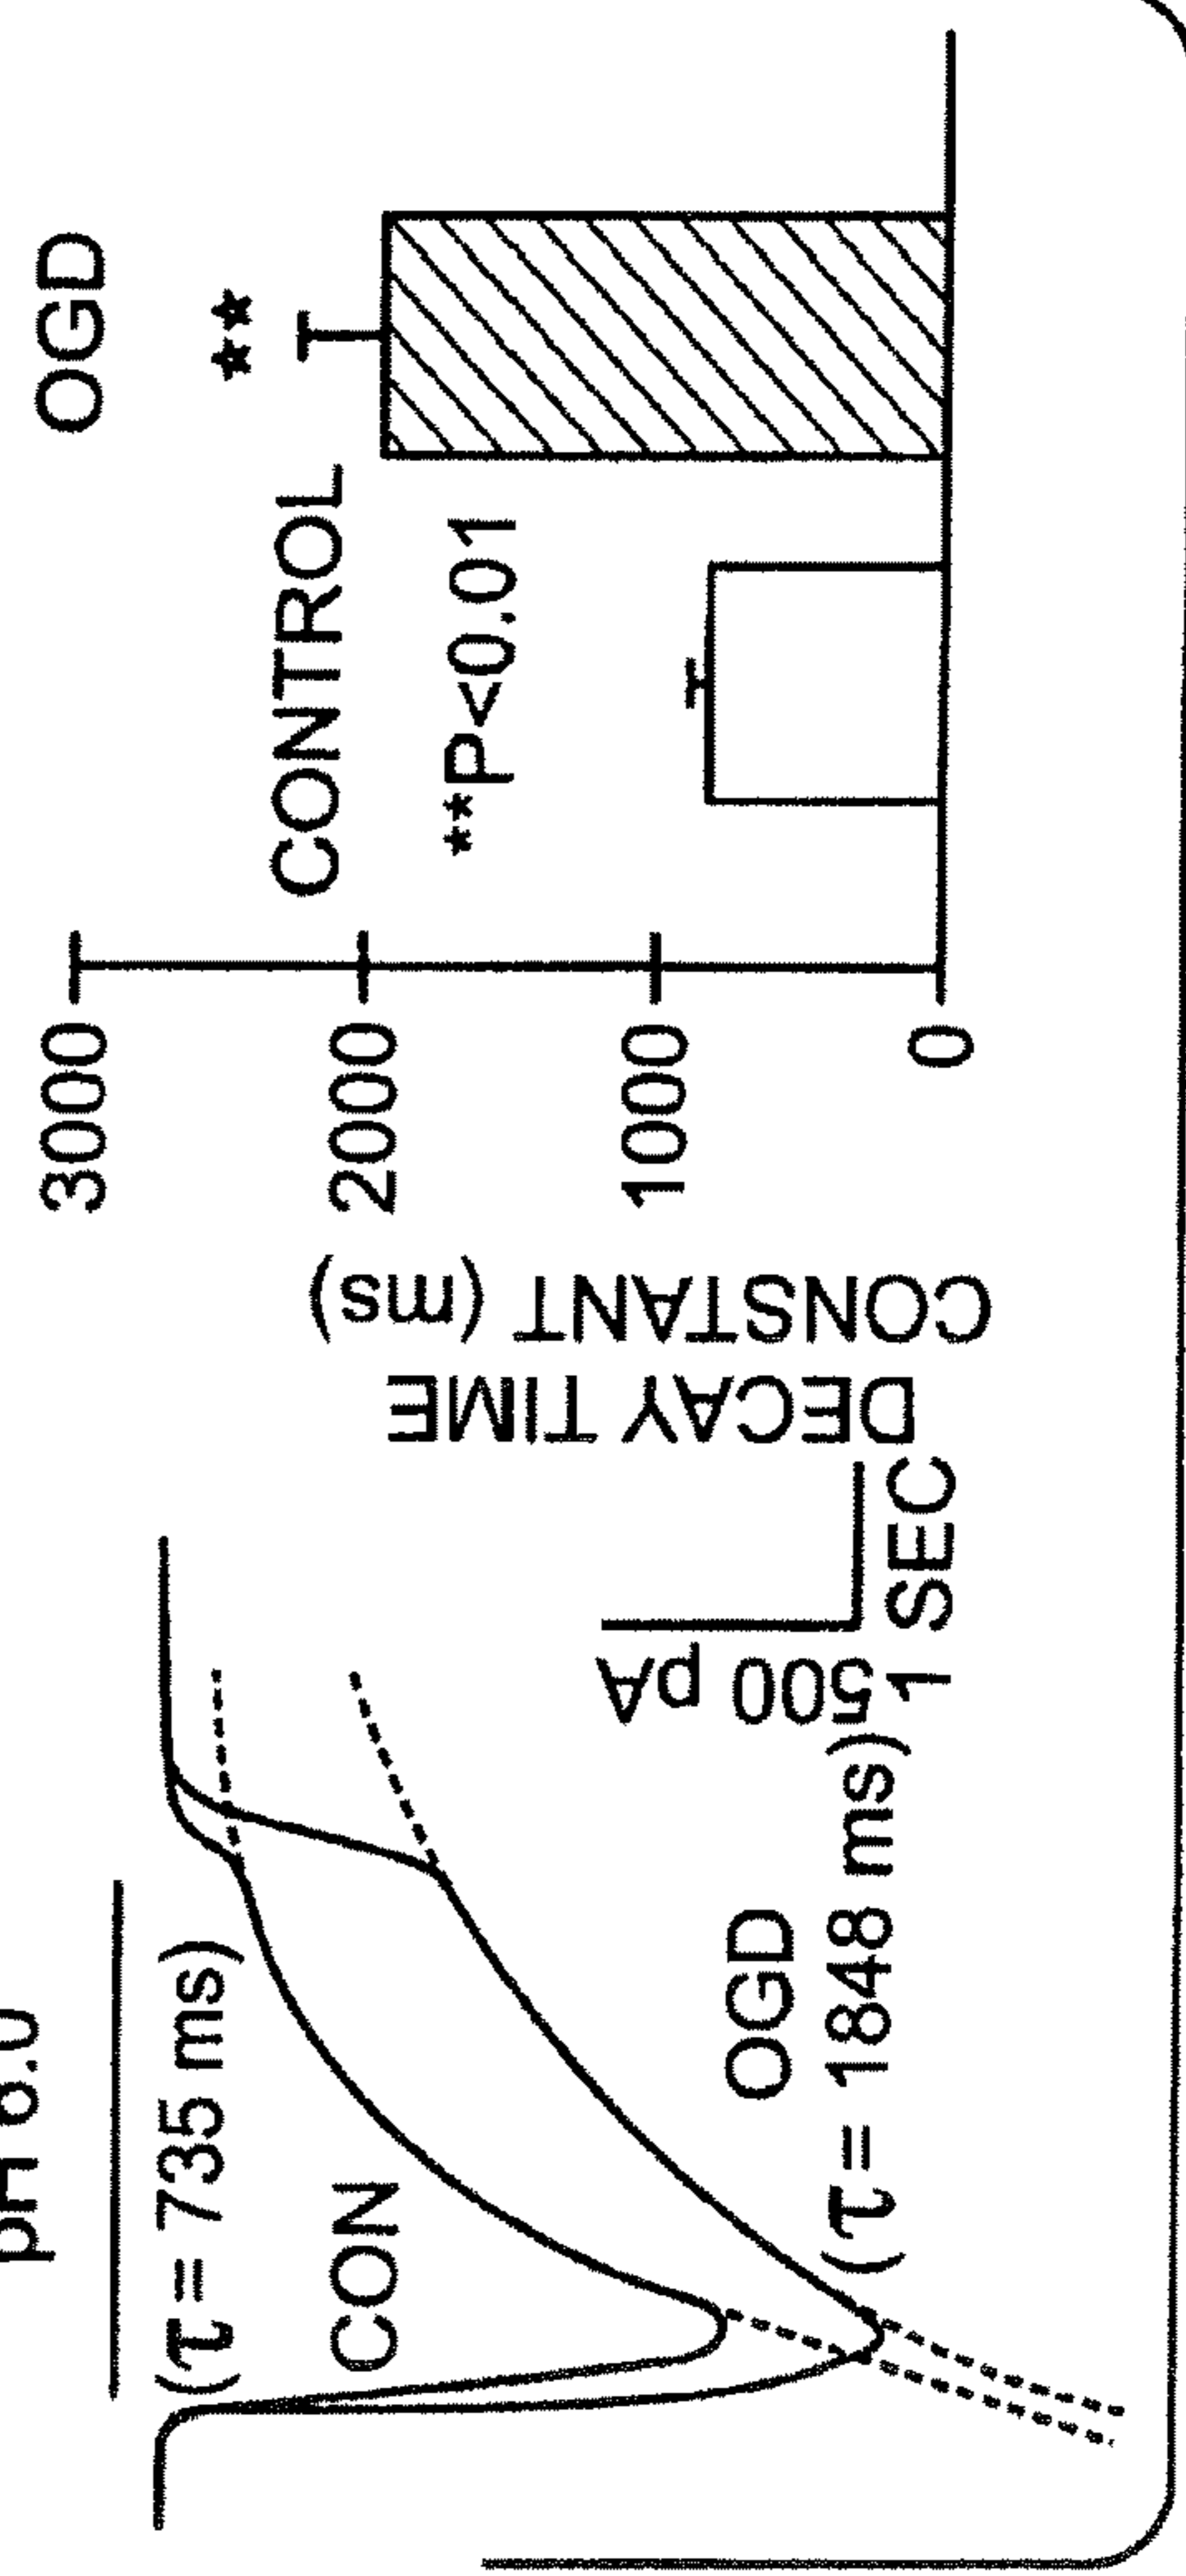 pH 6.0
(τ = 735 ms)
CON
OGD
(τ = 1848 ms)
500 pA
1 SEC
DECAY TIME
CONSTANT (ms)
3000
2000
1000
0
CONTROL
**P<0.01
OGD
**